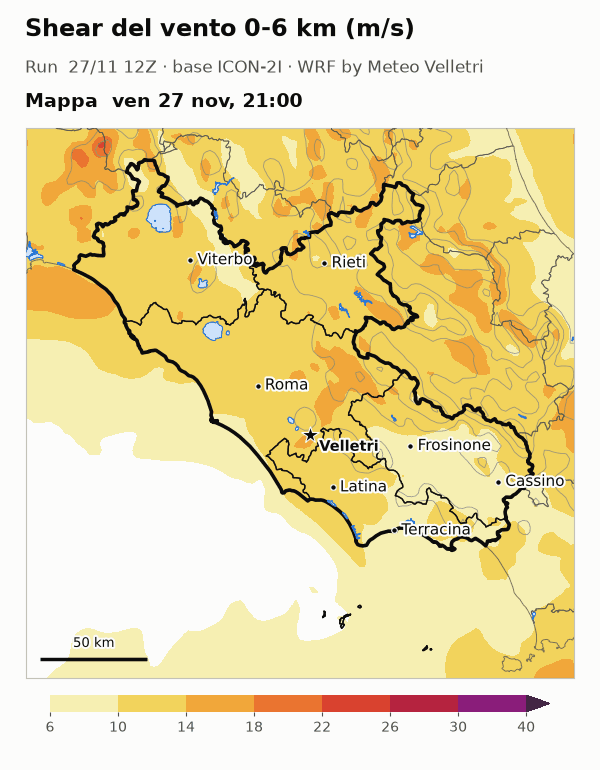 Shear del vento 0-6 km (m/s)
Run  27/11 12Z · base ICON-2I · WRF by Meteo Velletri
Mappa  ven 27 nov, 21:00
Viterbo
Rieti
Roma
Velletri
Frosinone
Cassino
Latina
Terracina
50 km
6 10 14 18 22 26 30 40